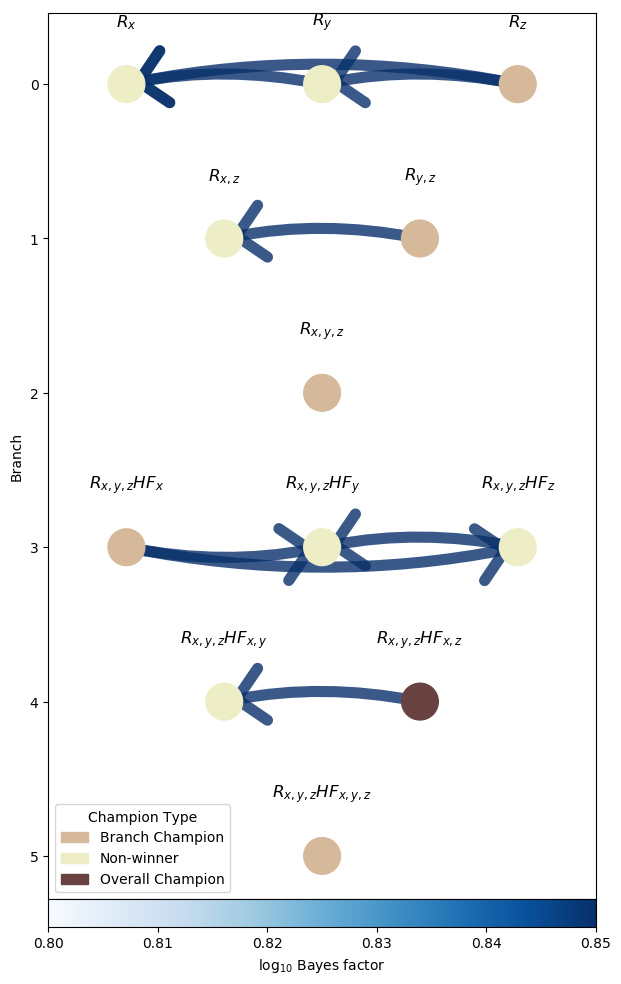 R_x R_y R_z
0
R_{x,z} R_{y,z}
1
R_{x,y,z}
2
Branch
R_{x,y,z}HF_x R_{x,y,z}HF_y R_{x,y,z}HF_z
3
R_{x,y,z}HF_{x,y} R_{x,y,z}HF_{x,z}
4
R_{x,y,z}HF_{x,y,z}
Champion Type
Branch Champion
Non-winner
Overall Champion
5
0.80 0.81 0.82 0.83 0.84 0.85
log_{10} Bayes factor